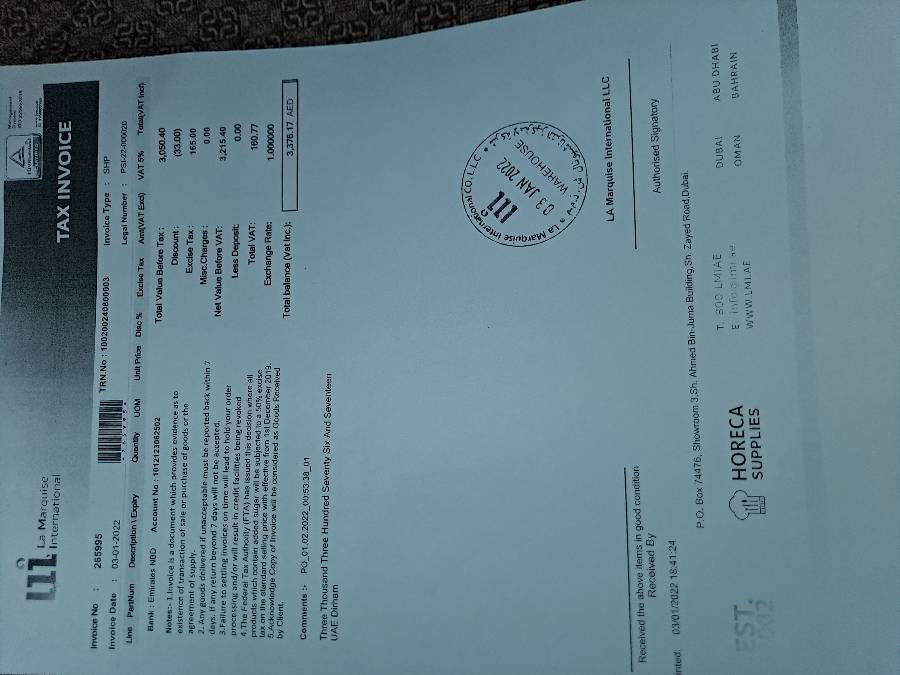 La Marquise
International
TAX INVOICE
Invoice No : 265995
TRN.No : 100200240800003
Invoice Type : SHP
Invoice Date : 03-01-2022
Legal Number : PSI-22-000020
Line PartNum Description \ Expiry Quantity UOM Unit Price Disc % Excise Tax Amt(VAT Excl) VAT 5% Total(VAT Incl)
Bank : Emirates NBD Account No : 1012123062502
Notes:- 1.Invoice is a document which provides evidence as to
existence of transaction of sale or purchase of goods or the
agreement of supply.
2. Any goods delivered if unacceptable must be reported back within 7
days. If any return beyond 7 days will not be accepted.
3.Failure to settling invoices on time will lead to hold your order
processing and/or will result in credit facilities being revoked
4.The Federal Tax Authority (FTA) has issued this decision where all
products which contain added sugar will be subjected to a 50% excise
tax on the standard selling price with effective from 1st December 2019.
5.Acknowledge Copy of Invoice will be considered as Goods Received
by Client.
Total Value Before Tax : 3,050.40
Discount : (33.00)
Excise Tax : 165.00
Misc.Charges : 0.00
Net Value Before VAT: 3,215.40
Less Deposit: 0.00
Total VAT: 160.77
Exchange Rate: 1.000000
Total balance (Vat Inc.): 3,376.17 AED
Comments :- PO_01.02.2022_00.53.38_01
Three Thousand Three Hundred Seventy Six And Seventeen
UAE Dirham
La Marquise International CO. L.L.C
03 JAN 2022
WAREHOUSE
LA Marquise International LLC
Received the above items in good condition
Received By
Authorised Signatory
inted: 03/01/2022 18:41:24
P.O. Box 74476, Showroom 3,Sh. Ahmed Bin-Juma Building,Sh. Zayed Road,Dubai
EST.
2002
HORECA
SUPPLIES
T. 800 LMI.AE
E info@lmi.ae
WWW.LMI.AE
DUBAI ABU DHABI
OMAN BAHRAIN